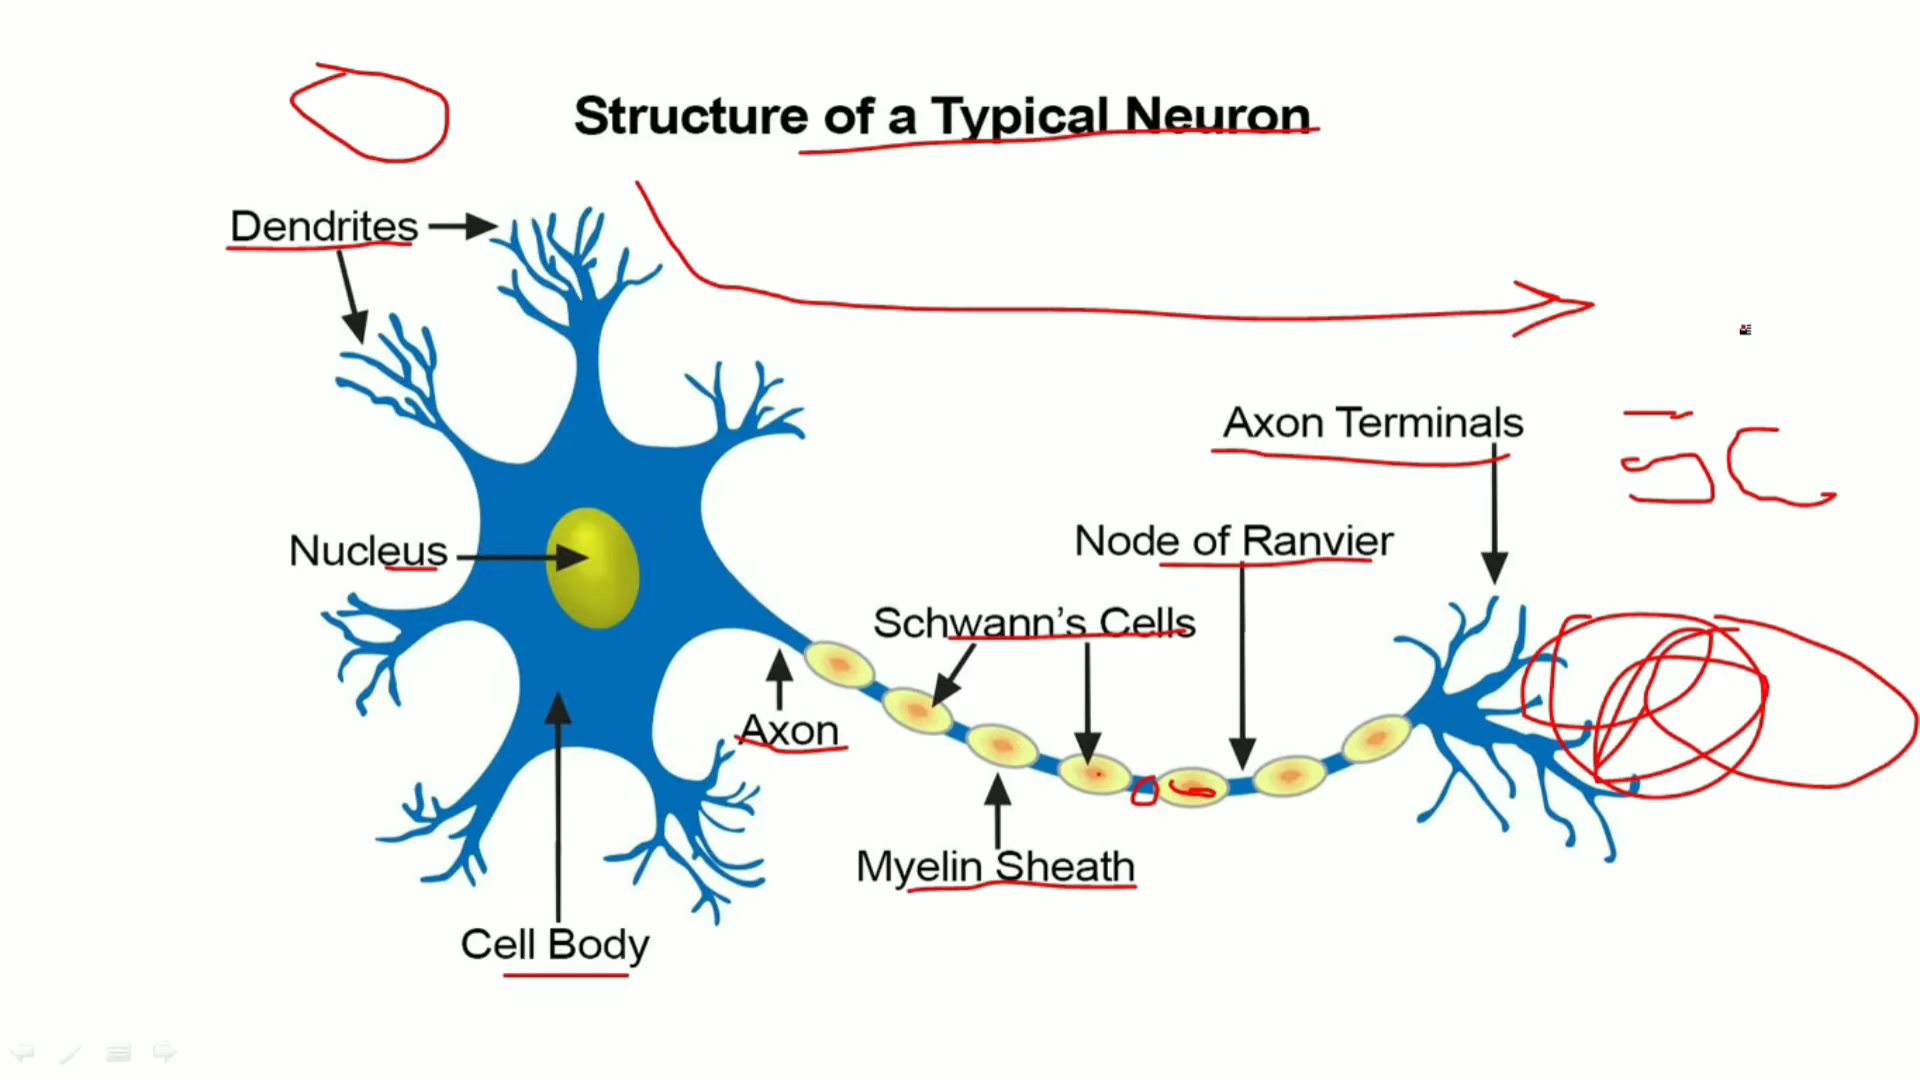 Structure of a Typical Neuron
Dendrites
Axon Terminals
Node of Ranvier
Nucleus
Schwann's Cells
Axon
Myelin Sheath
Cell Body